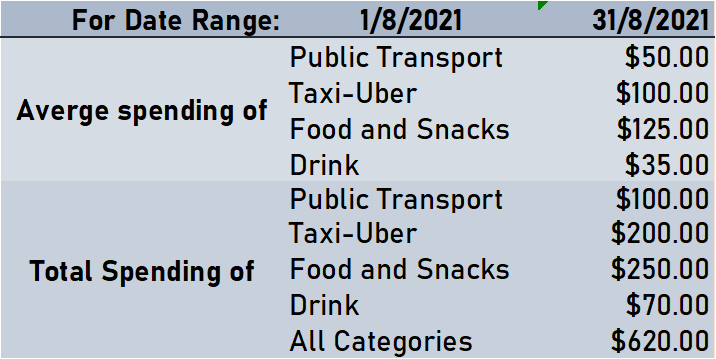 For Date Range: 1/8/2021 31/8/2021
Averge spending of
Public Transport $50.00
Taxi-Uber $100.00
Food and Snacks $125.00
Drink $35.00
Total Spending of
Public Transport $100.00
Taxi-Uber $200.00
Food and Snacks $250.00
Drink $70.00
All Categories $620.00